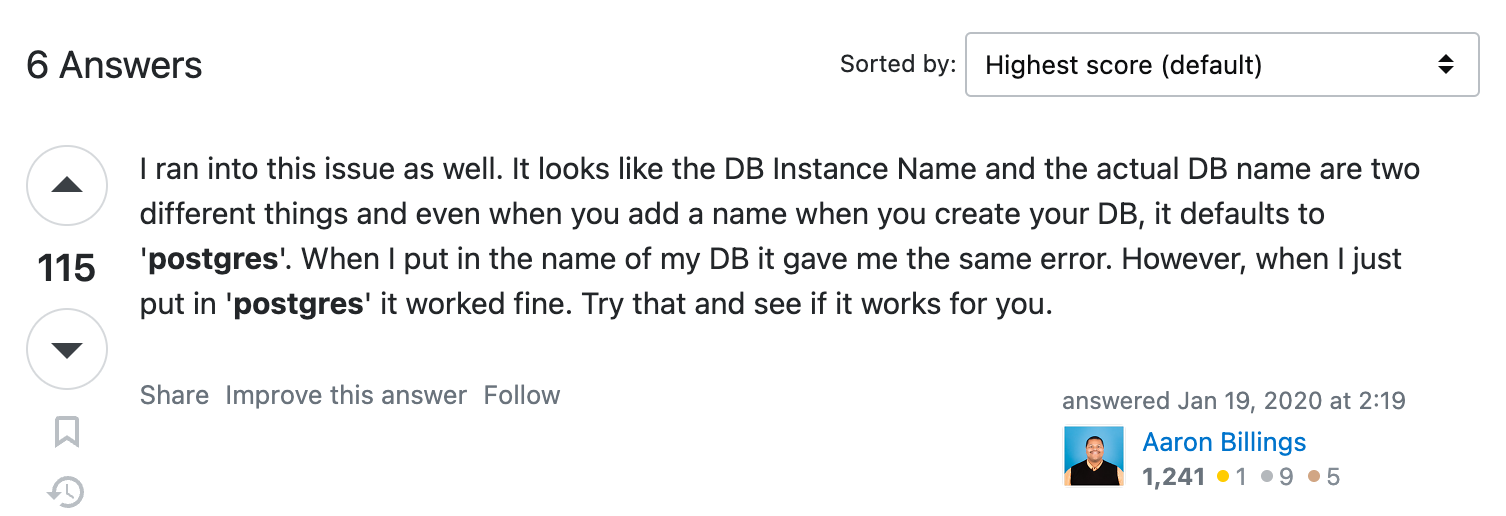 6 Answers
Sorted by: Highest score (default)
I ran into this issue as well. It looks like the DB Instance Name and the actual DB name are two
different things and even when you add a name when you create your DB, it defaults to
'postgres'. When I put in the name of my DB it gave me the same error. However, when I just
put in 'postgres' it worked fine. Try that and see if it works for you.
115
Share Improve this answer Follow
answered Jan 19, 2020 at 2:19
Aaron Billings
1,241 1 9 5